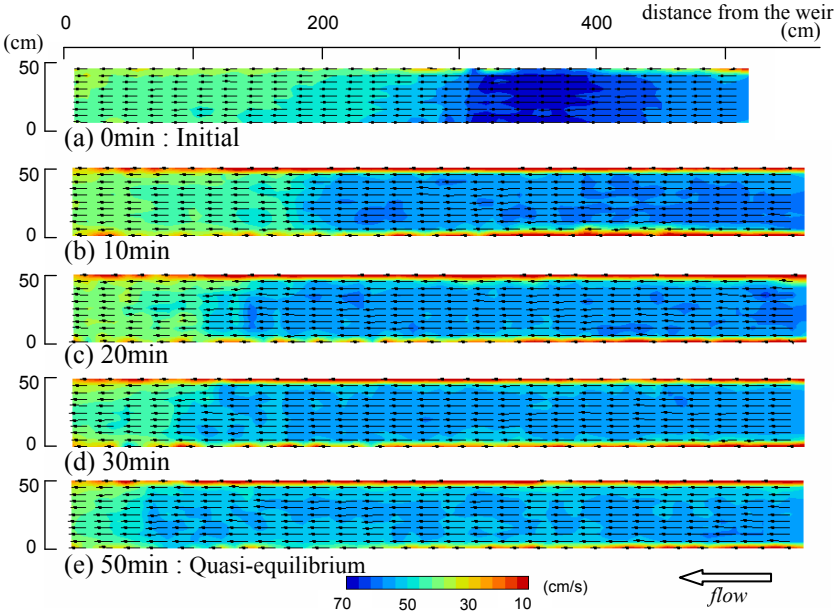 distance from the weir
0 200 400 (cm)
(cm)
50
0
(a) 0min : Initial
50
0
(b) 10min
50
0
(c) 20min
50
0
(d) 30min
50
0
(e) 50min : Quasi-equilibrium
70 50 30 10 (cm/s)
flow